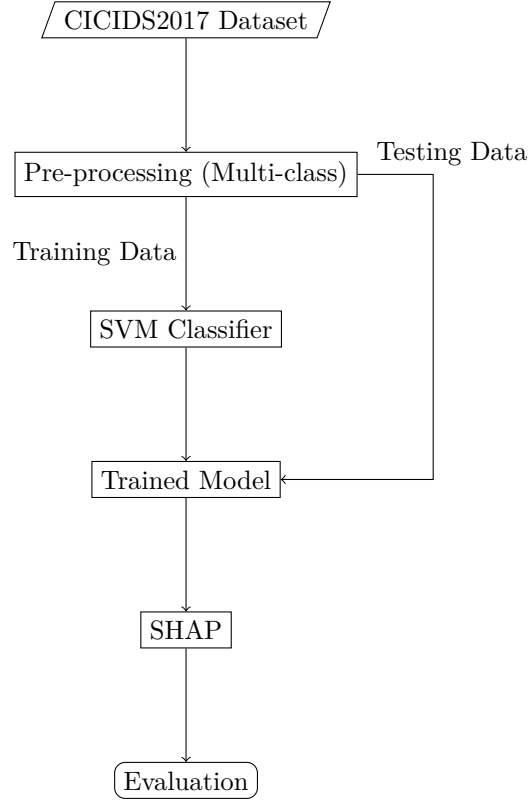 CICIDS2017 Dataset
Testing Data
Pre-processing (Multi-class)
Training Data
SVM Classifier
Trained Model
SHAP
Evaluation